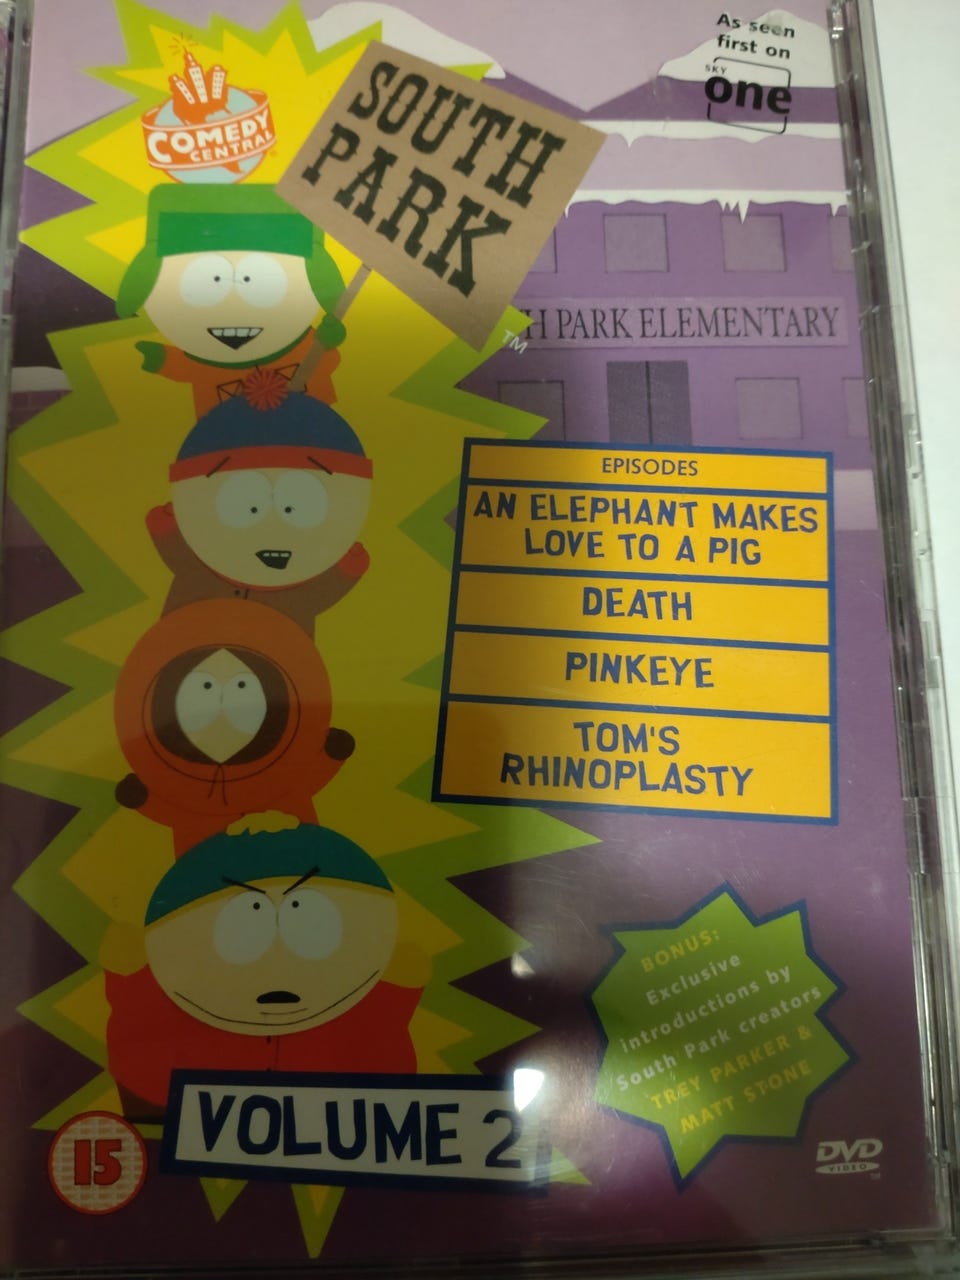 As seen
first on
sky
one
COMEDY
CENTRAL
SOUTH
PARK
TM
TH PARK ELEMENTARY
EPISODES
AN ELEPHANT MAKES
LOVE TO A PIG
DEATH
PINKEYE
TOM'S
RHINOPLASTY
BONUS:
Exclusive
introductions by
South Park creators
TREY PARKER &
MATT STONE
VOLUME 2
15
DVD
VIDEO